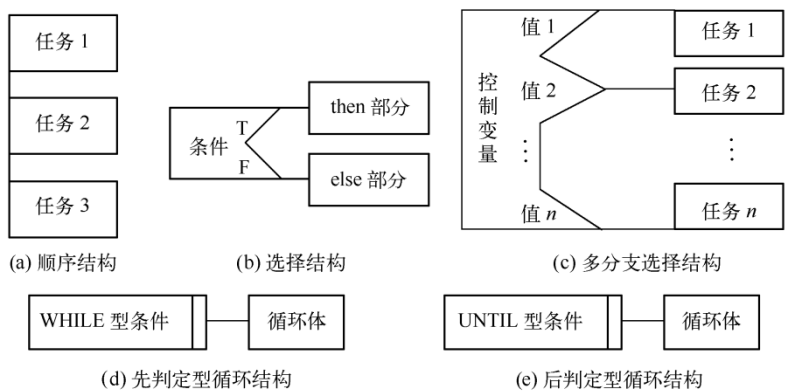 任务 1
任务 2
任务 3
(a) 顺序结构
条件
T
F
then 部分
else 部分
(b) 选择结构
控制变量
值 1
值 2
⋮
值 n
任务 1
任务 2
⋮
任务 n
(c) 多分支选择结构
WHILE 型条件
循环体
(d) 先判定型循环结构
UNTIL 型条件
循环体
(e) 后判定型循环结构